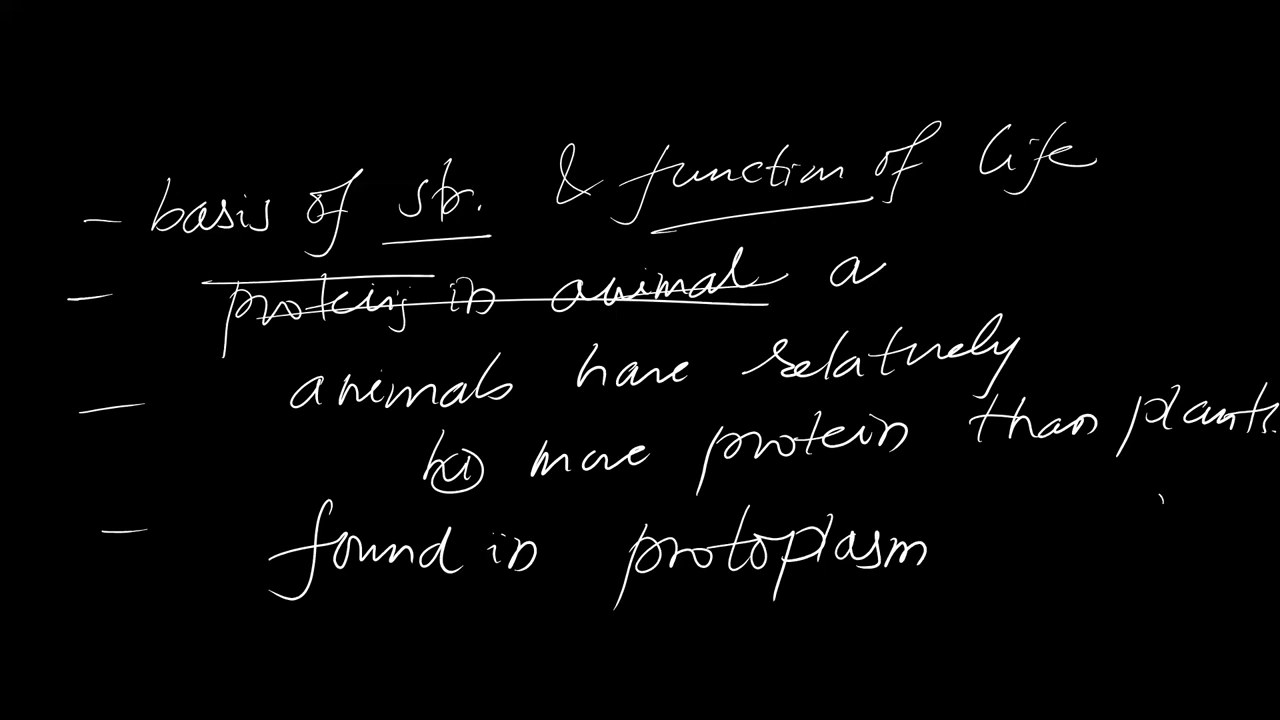 - basis of str. & function of life
- protein in animal a
- animals have relatively
more protein than plants.
- found in protoplasm